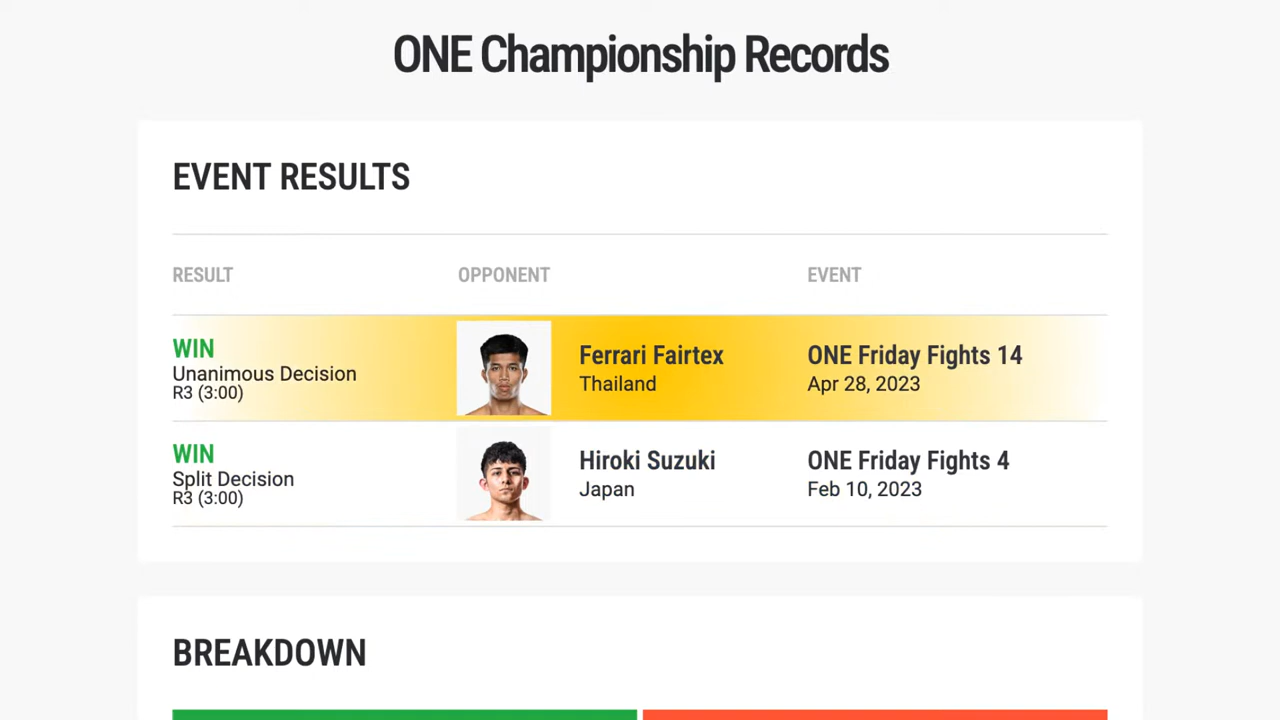 ONE Championship Records
EVENT RESULTS
RESULT OPPONENT EVENT
WIN
Unanimous Decision
R3 (3:00)
Ferrari Fairtex
Thailand
ONE Friday Fights 14
Apr 28, 2023
WIN
Split Decision
R3 (3:00)
Hiroki Suzuki
Japan
ONE Friday Fights 4
Feb 10, 2023
BREAKDOWN